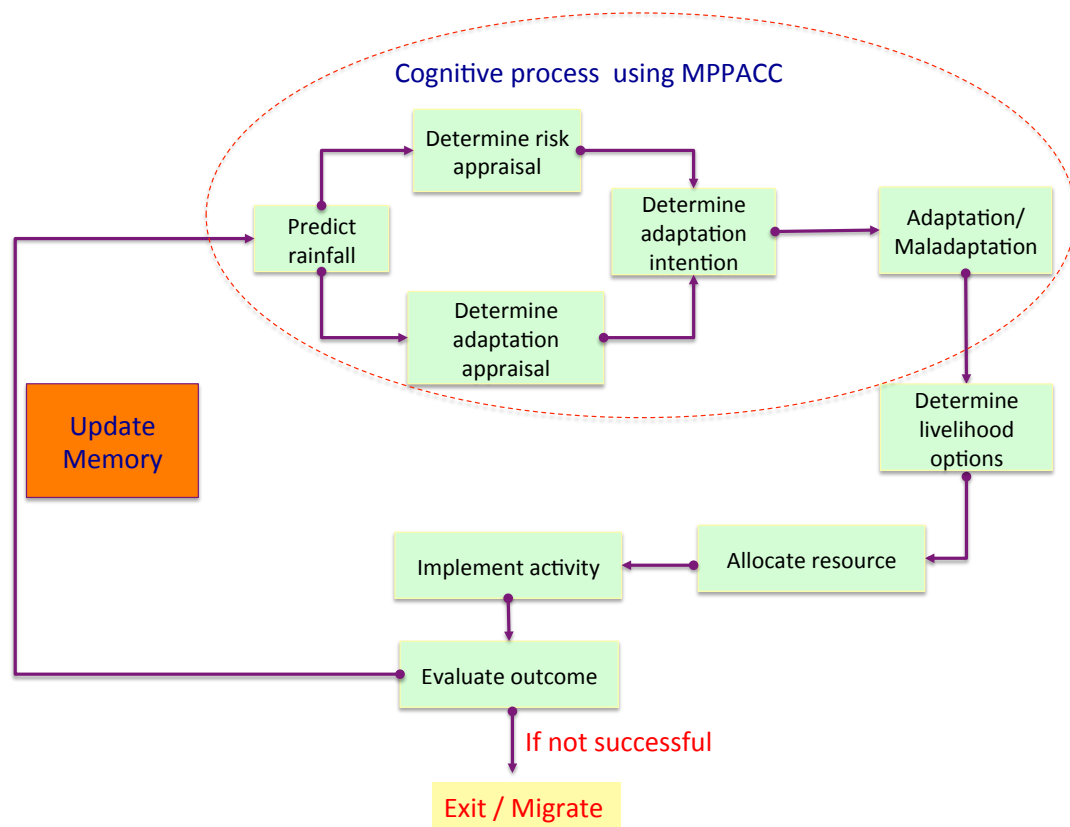 Cognitive process using MPPACC
Determine risk
appraisal
Predict
rainfall
Determine
adaptation
intention
Adaptation/
Maladaptation
Determine
adaptation
appraisal
Update
Memory
Determine
livelihood
options
Implement activity
Allocate resource
Evaluate outcome
If not successful
Exit / Migrate